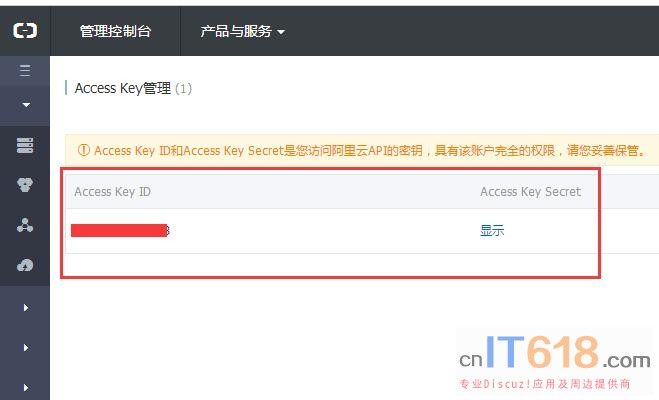 管理控制台 产品与服务
Access Key管理 (1)
Access Key ID和Access Key Secret是您访问阿里云API的密钥，具有该账户完全的权限，请您妥善保管。
Access Key ID Access Key Secret
显示
cnIT618.com
专业Discuz!应用及周边提供商